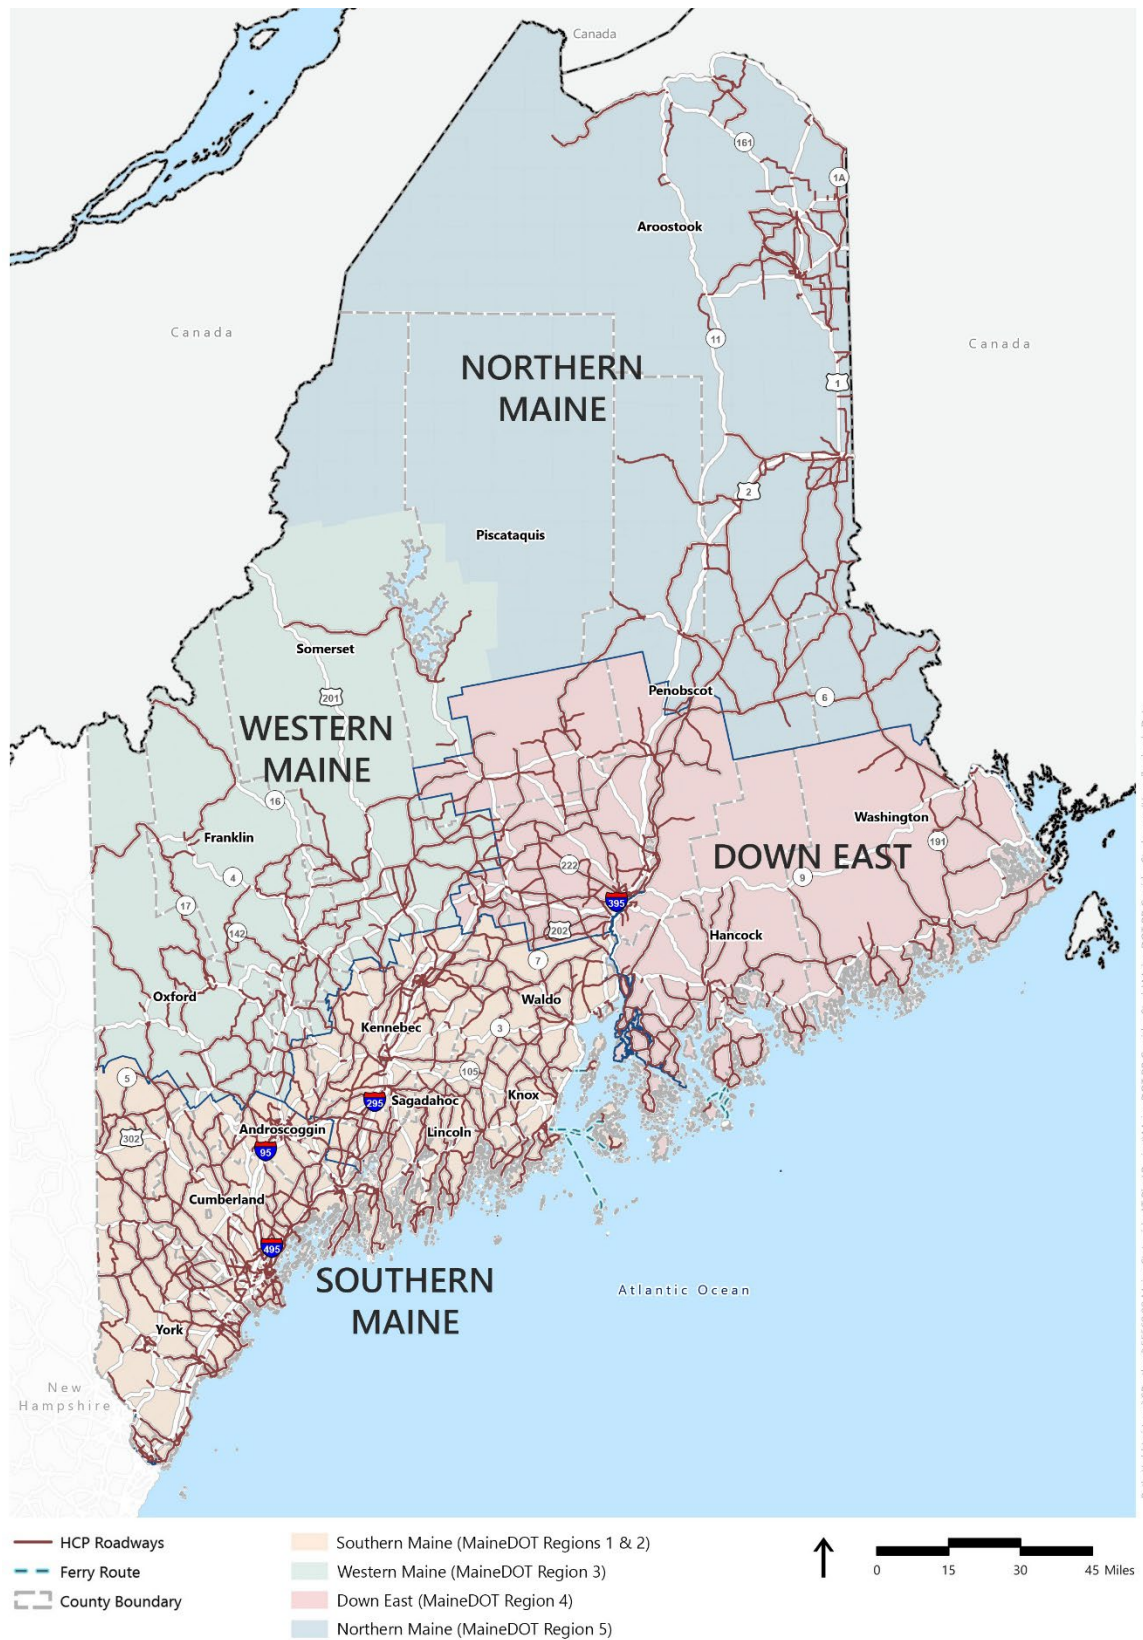 Canada
161
1A
Aroostook
Canada
11
Canada
NORTHERN
MAINE
1
2
Piscataquis
Somerset
Penobscot
201
6
WESTERN
MAINE
16
Washington
Franklin
191
DOWN EAST
222
4
9
395
17
142
202
Hancock
7
Oxford
Waldo
Kennebec
3
5
105
Knox
295
Sagadahoc
302
Androscoggin
Lincoln
95
Cumberland
495
SOUTHERN
MAINE
Atlantic Ocean
York
New
Hampshire
HCP Roadways
Ferry Route
County Boundary
Southern Maine (MaineDOT Regions 1 & 2)
Western Maine (MaineDOT Region 3)
Down East (MaineDOT Region 4)
Northern Maine (MaineDOT Region 5)
0 15 30 45 Miles